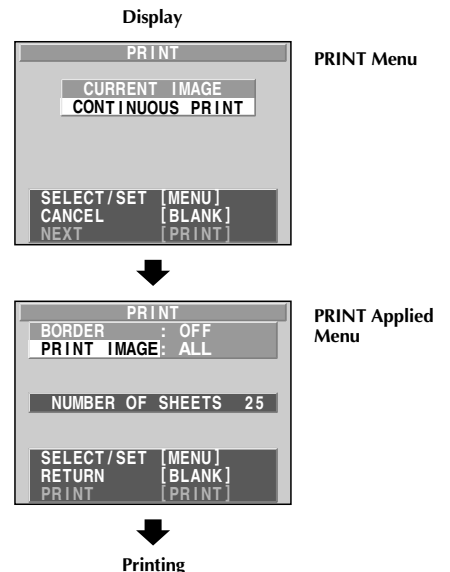 Display
PRINT
PRINT Menu
CURRENT IMAGE
CONTINUOUS PRINT
SELECT/SET [MENU]
CANCEL [BLANK]
NEXT [PRINT]
PRINT
PRINT Applied
Menu
BORDER : OFF
PRINT IMAGE: ALL
NUMBER OF SHEETS 25
SELECT/SET [MENU]
RETURN [BLANK]
PRINT [PRINT]
Printing